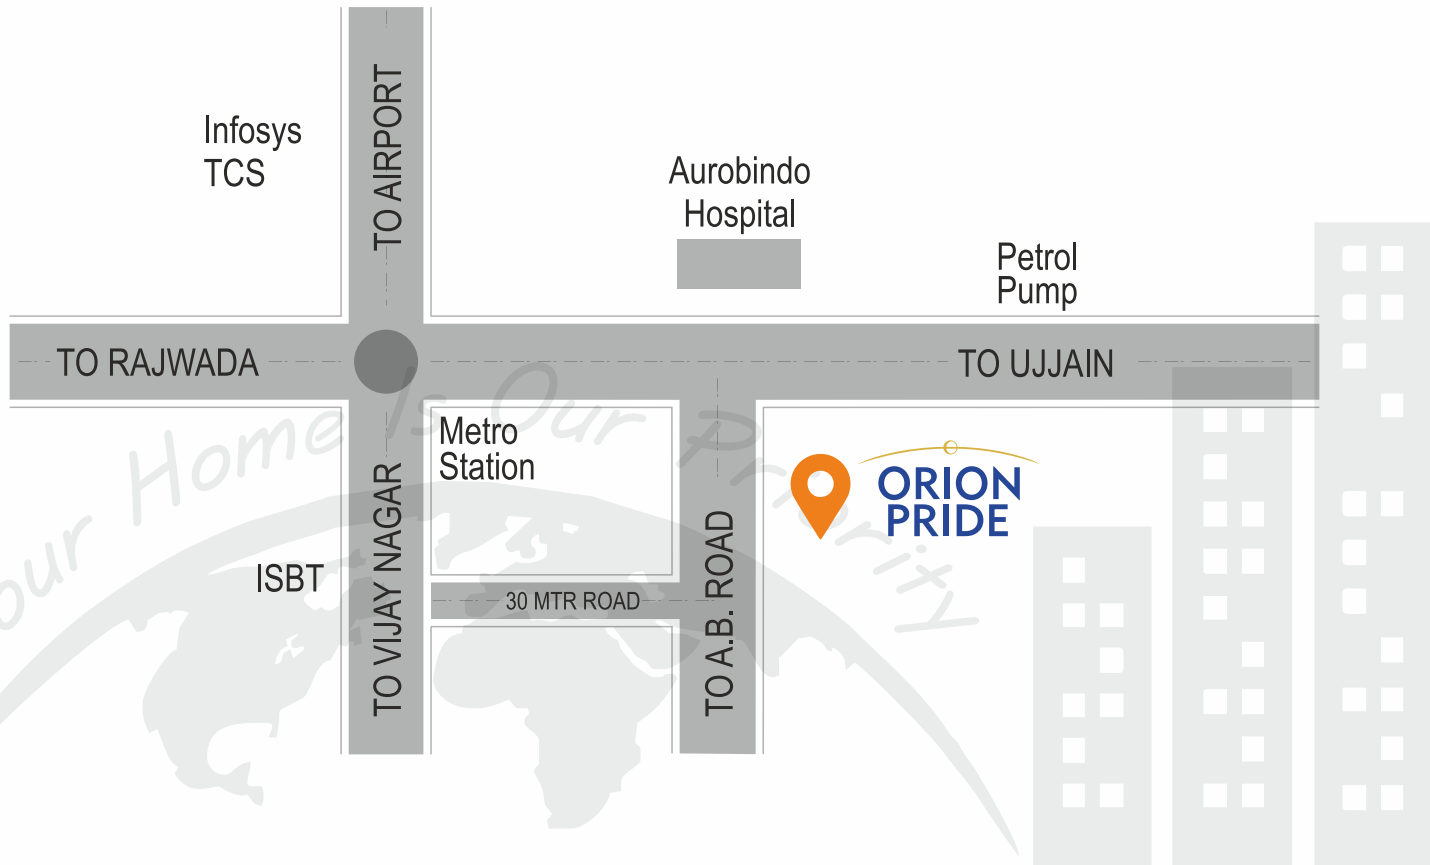 Infosys
TCS
TO AIRPORT
Aurobindo
Hospital
Petrol
Pump
TO RAJWADA
TO UJJAIN
Metro
Station
ORION
PRIDE
ISBT
TO VIJAY NAGAR
30 MTR ROAD
TO A.B. ROAD
our Home Is Our Priority